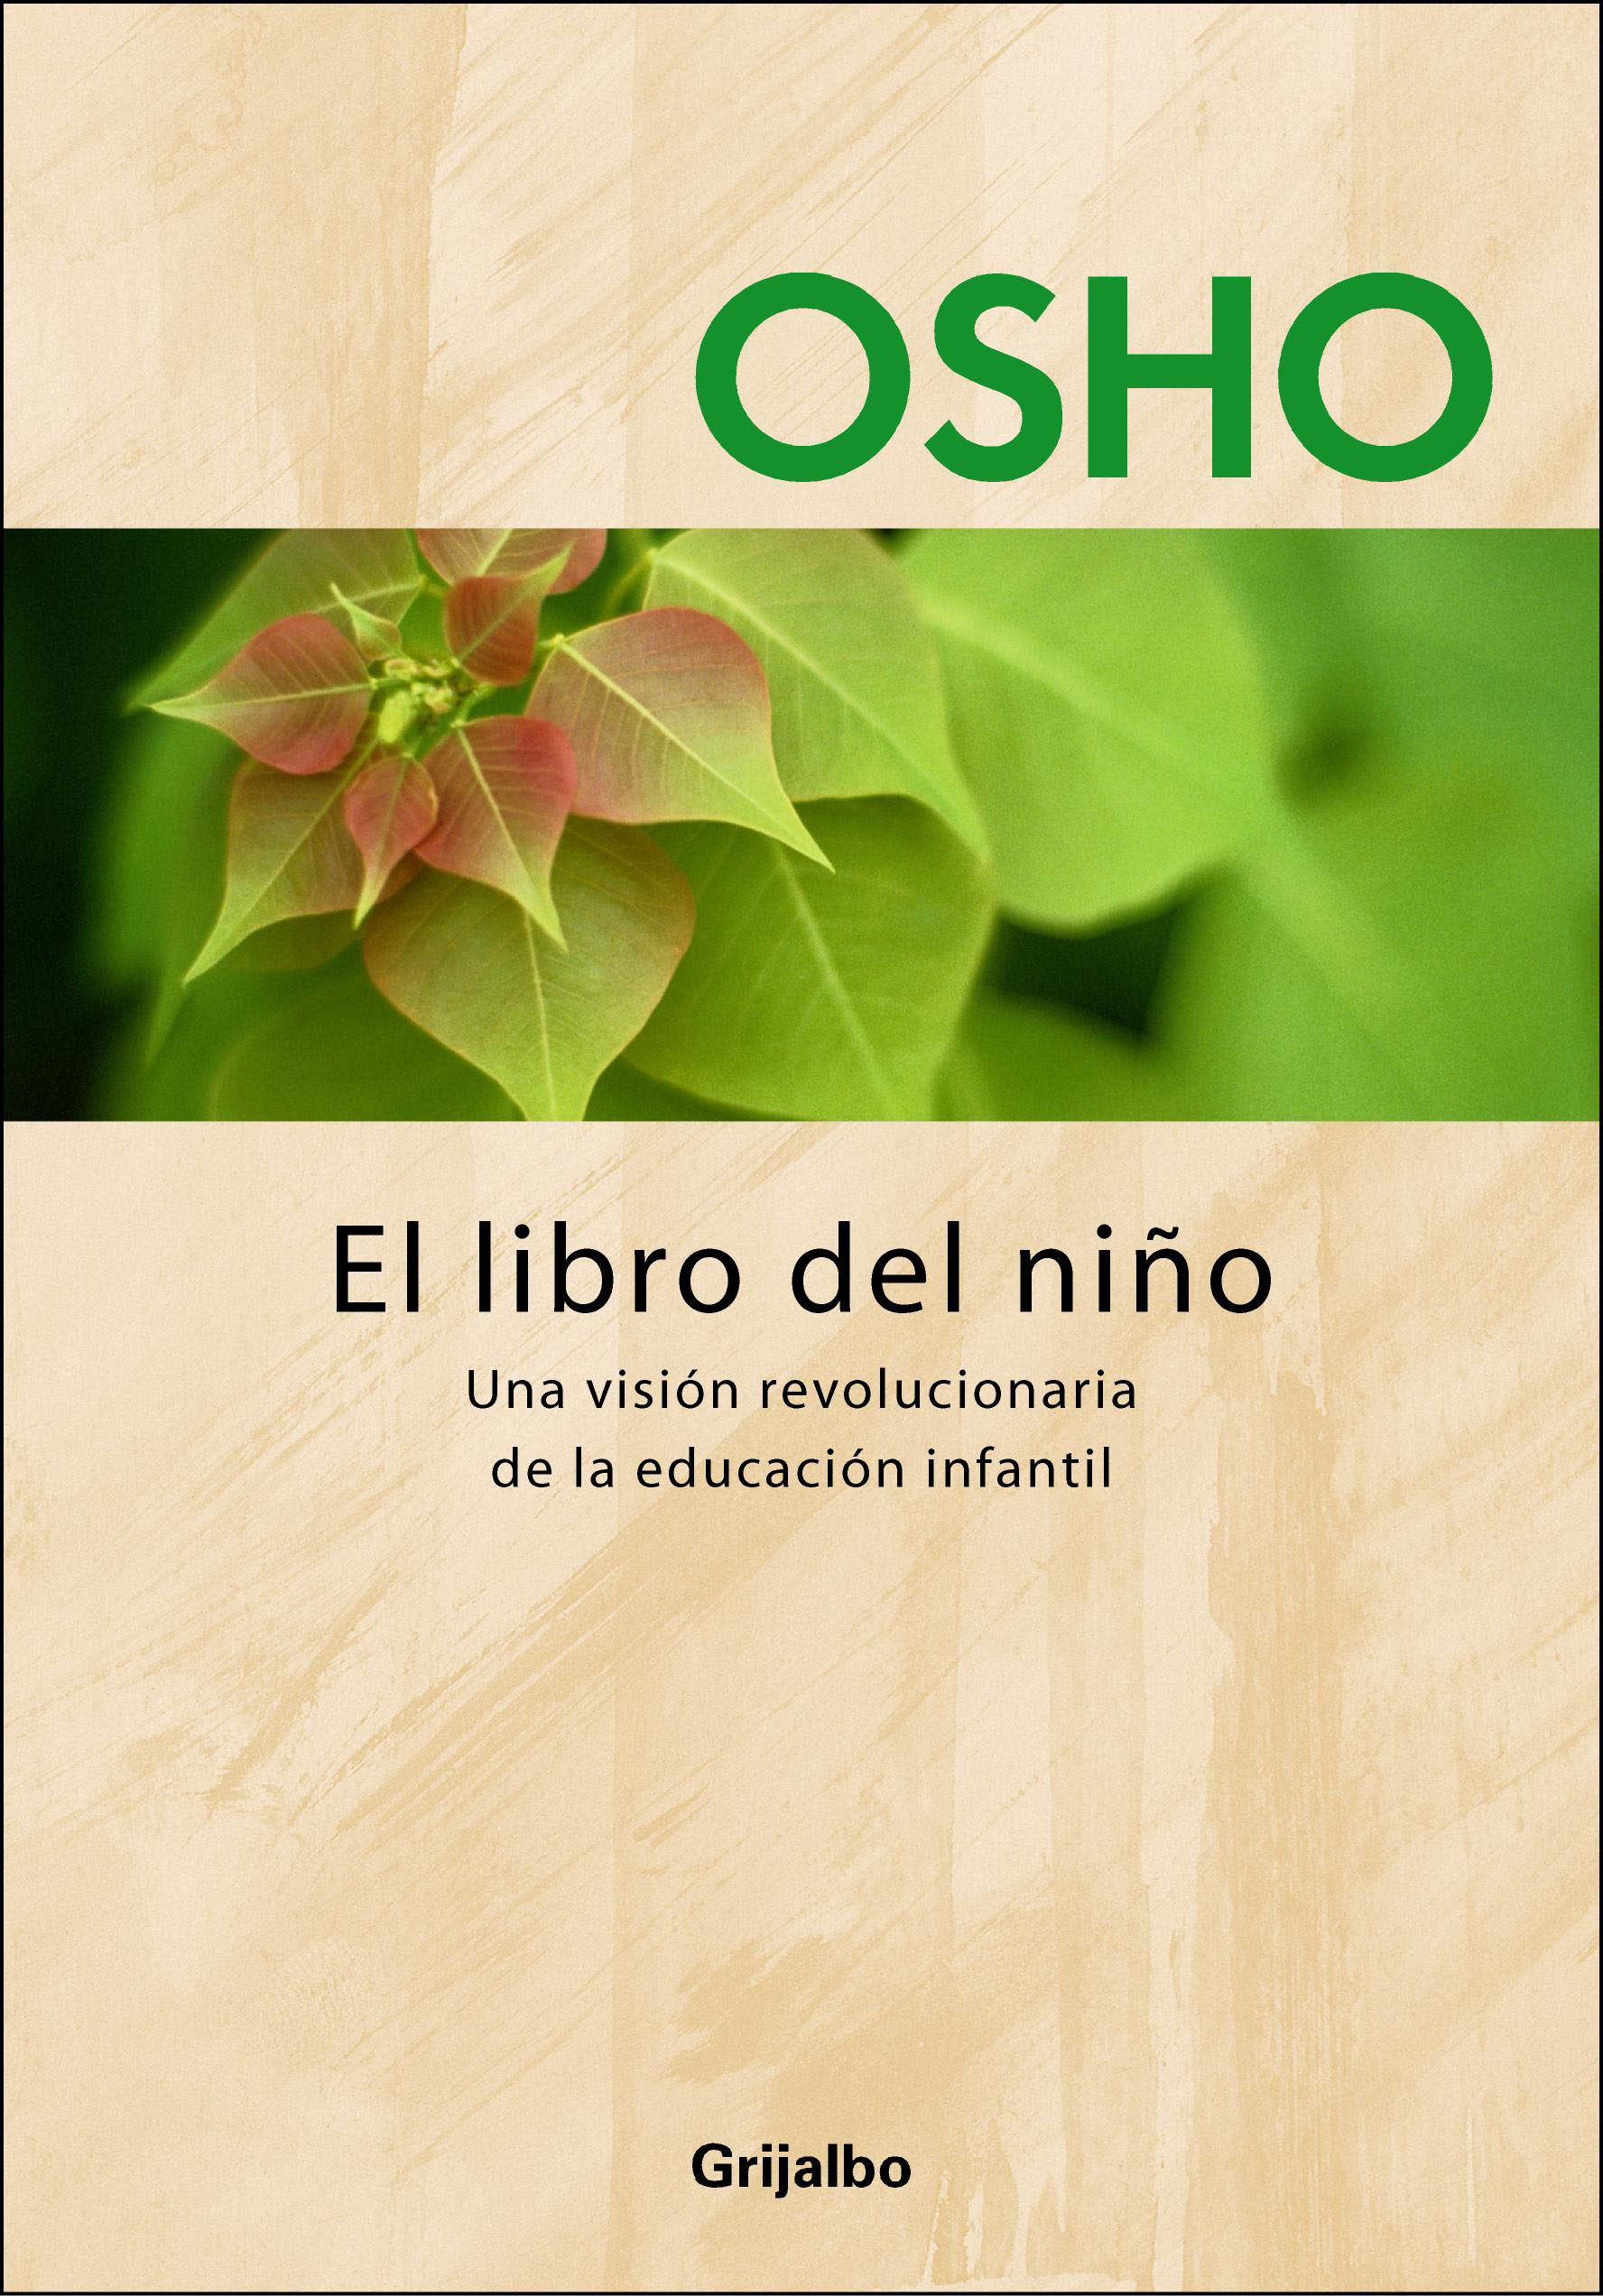 OSHO
El libro del niño
Una visión revolucionaria
de la educación infantil
Grijalbo